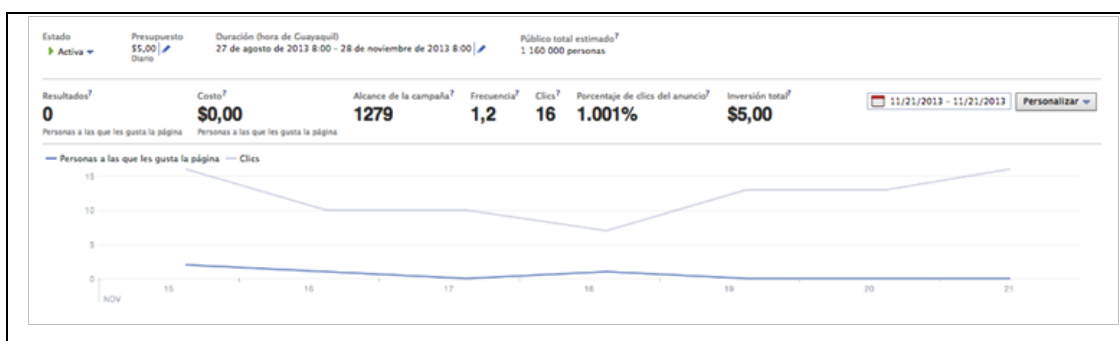 Estado Presupuesto Duración (hora de Guayaquil) Público total estimado?
Activa $5,00 27 de agosto de 2013 8:00 - 28 de noviembre de 2013 8:00 1 160 000 personas
Diario
Resultados? Costo? Alcance de la campaña? Frecuencia? Clics? Porcentaje de clics del anuncio? Inversión total?
0 $0,00 1279 1,2 16 1.001% $5,00 11/21/2013 - 11/21/2013 Personalizar
Personas a las que les gusta la página Personas a las que les gusta la página
Personas a las que les gusta la página Clics
15
10
5
0
15 16 17 18 19 20 21
NOV